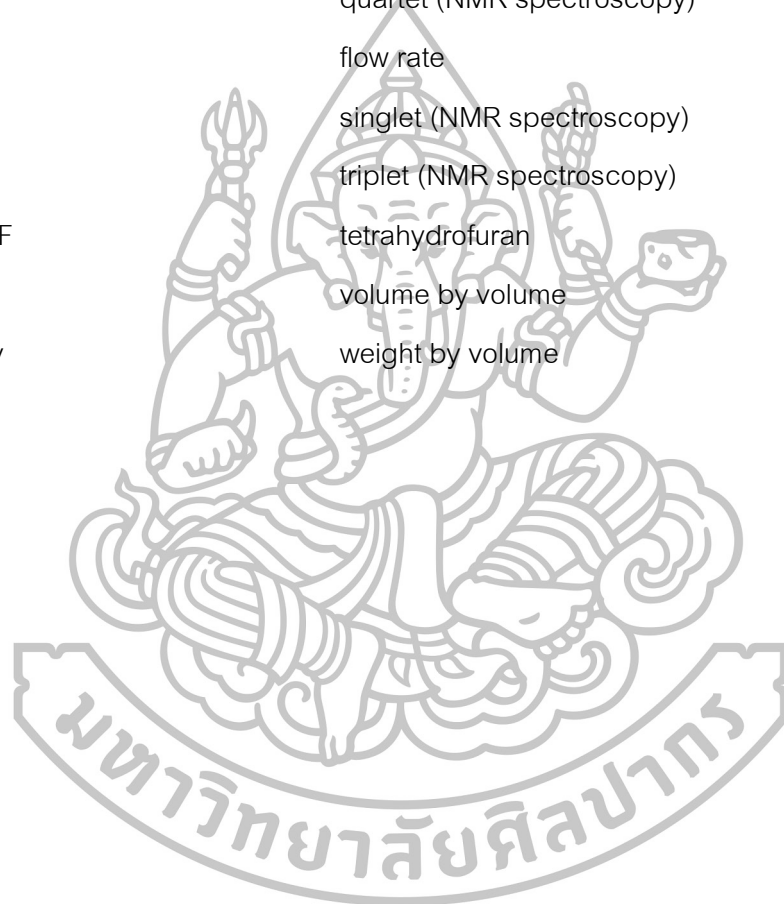 quartet (NMR spectroscopy)
flow rate
singlet (NMR spectroscopy)
triplet (NMR spectroscopy)
F tetrahydrofuran
volume by volume
weight by volume
มหาวิทยาลัยศิลปากร